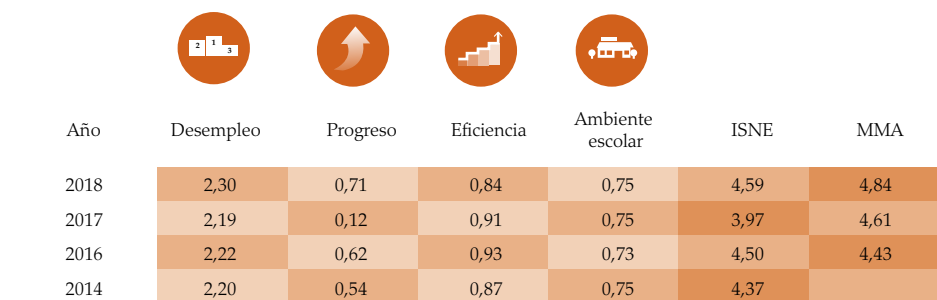 2 1 3
Año Desempleo Progreso Eficiencia Ambiente escolar ISNE MMA
2018 2,30 0,71 0,84 0,75 4,59 4,84
2017 2,19 0,12 0,91 0,75 3,97 4,61
2016 2,22 0,62 0,93 0,73 4,50 4,43
2014 2,20 0,54 0,87 0,75 4,37